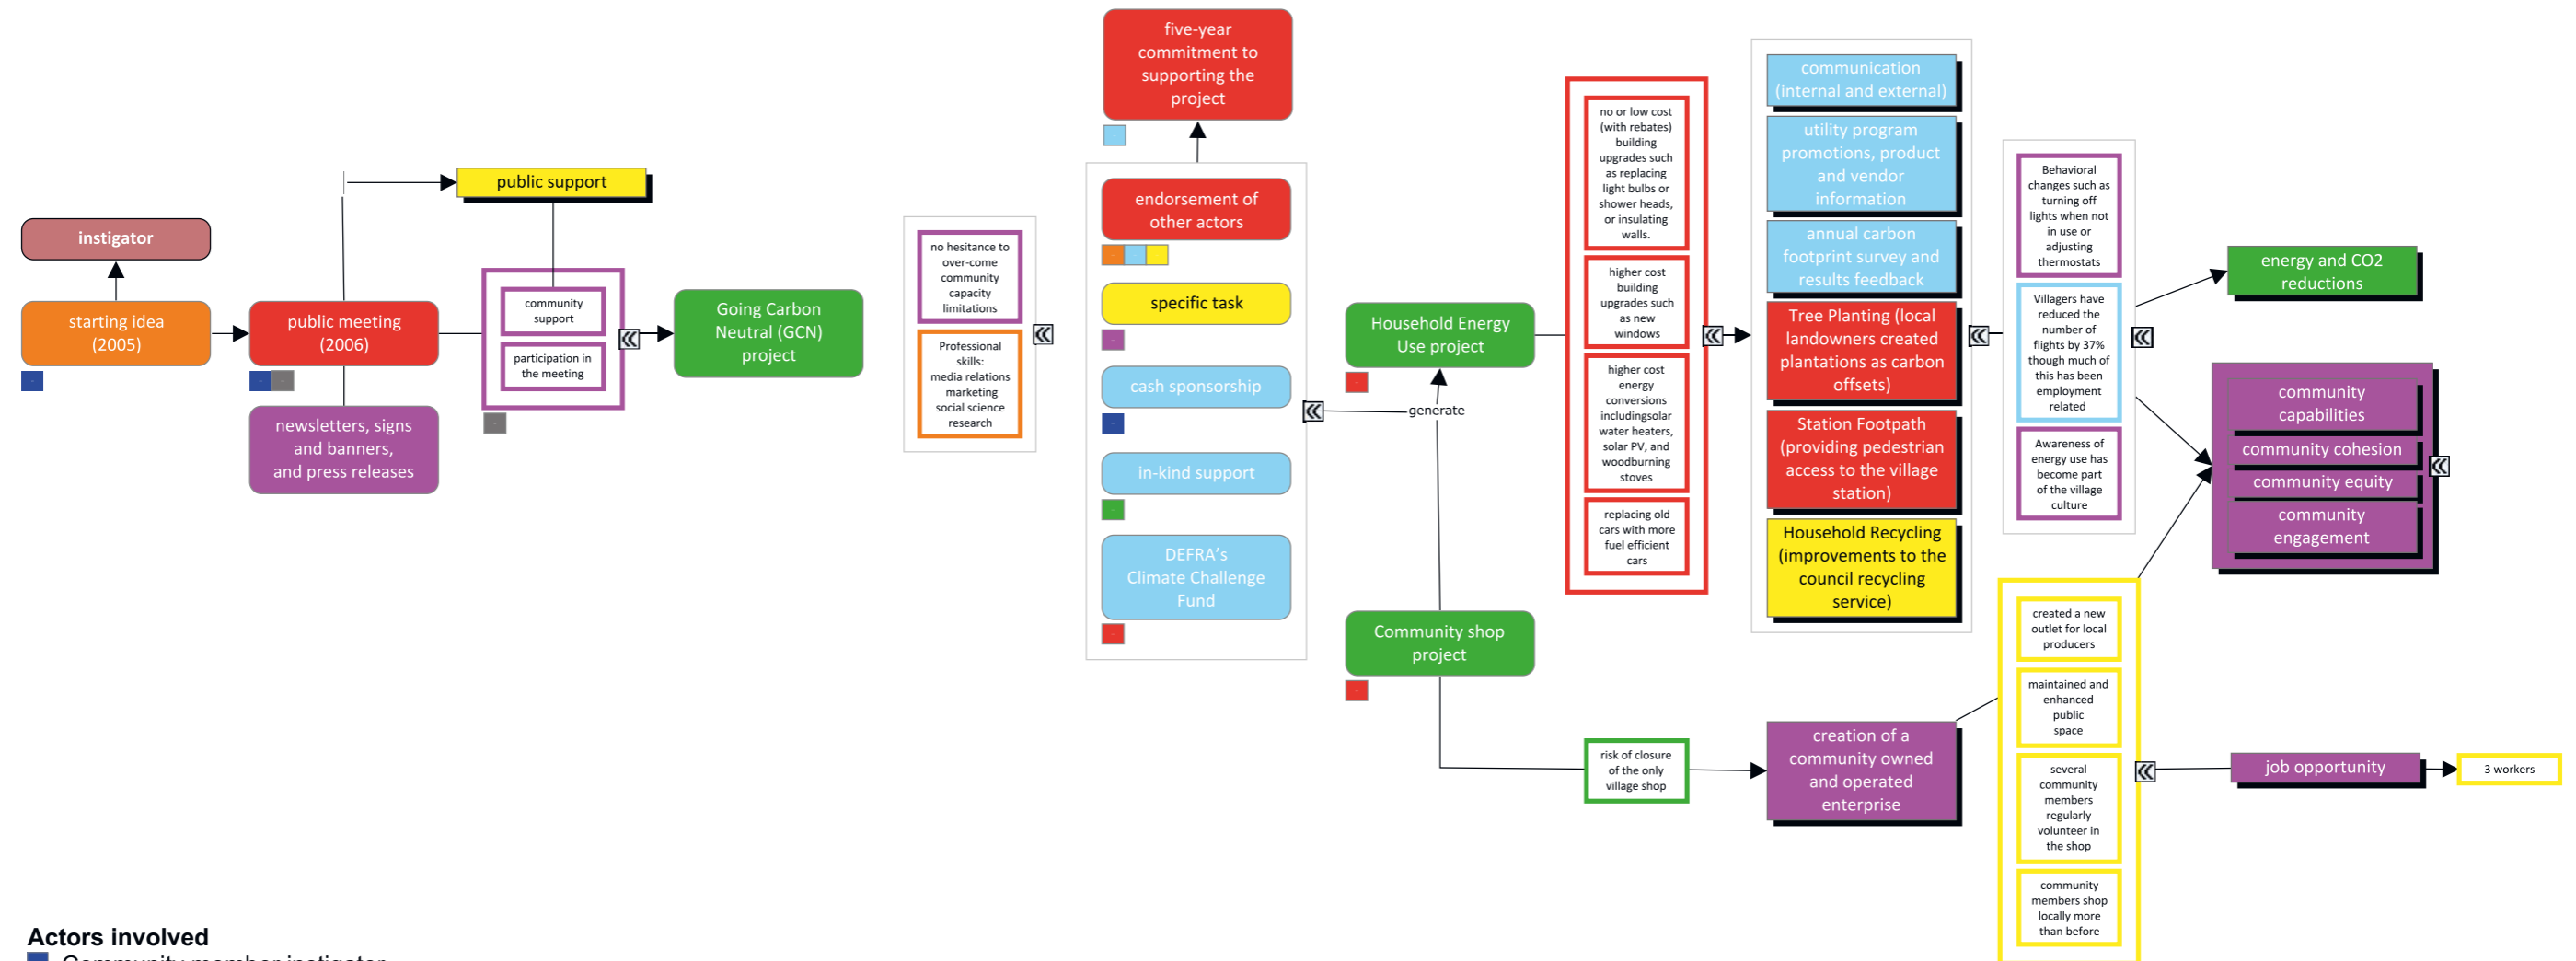 instigator
starting idea
(2005)
public meeting
(2006)
newsletters, signs
and banners,
and press releases
public support
community
support
participation in
the meeting
Going Carbon
Neutral (GCN)
project
no hesitance to
over-come
community
capacity
limitations
Professional
skills:
media relations
marketing
social science
research
five-year
commitment to
supporting the
project
endorsement of
other actors
specific task
cash sponsorship
in-kind support
DEFRA's
Climate Challenge
Fund
generate
Household Energy
Use project
Community shop
project
no or low cost
(with rebates)
building
upgrades such
as replacing
light bulbs or
shower heads,
or insulating
walls.
higher cost
building
upgrades such
as new
windows
higher cost
energy
conversions
includingsolar
water heaters,
solar PV, and
woodburning
stoves
replacing old
cars with more
fuel efficient
cars
risk of closure
of the only
village shop
communication
(internal and external)
utility program
promotions, product
and vendor
information
annual carbon
footprint survey and
results feedback
Tree Planting (local
landowners created
plantations as carbon
offsets)
Station Footpath
(providing pedestrian
access to the village
station)
Household Recycling
(improvements to the
council recycling
service)
creation of a
community owned
and operated
enterprise
Behavioral
changes such as
turning off
lights when not
in use or
adjusting
thermostats
Villagers have
reduced the
number of
flights by 37%
though much of
this has been
employment
related
Awareness of
energy use has
become part
of the village
culture
created a new
outlet for local
producers
maintained and
enhanced
public
space
several
community
members
regularly
volunteer in
the shop
community
members shop
locally more
than before
energy and CO2
reductions
community
capabilities
community cohesion
community equity
community
engagement
job opportunity
3 workers
Actors involved
Community member instigator